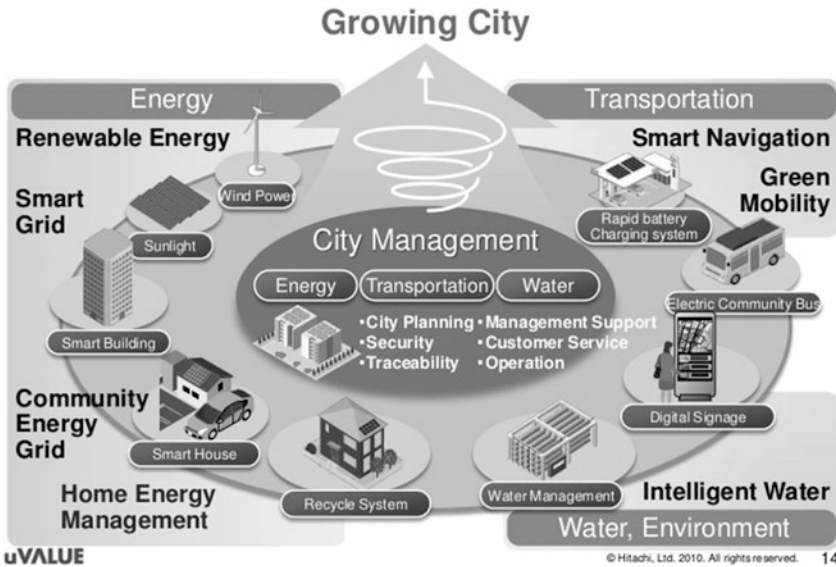 Growing City
Energy
Transportation
Renewable Energy
Smart Navigation
Smart
Grid
Green
Mobility
Wind Power
Sunlight
Rapid battery
Charging system
City Management
Energy
Transportation
Water
Smart Building
Electric Community Bus
•City Planning
•Management Support
•Security
•Customer Service
•Traceability
•Operation
Community
Energy
Grid
Smart House
Digital Signage
Recycle System
Water Management
Home Energy
Management
Intelligent Water
Water, Environment
uVALUE
© Hitachi, Ltd. 2010. All rights reserved.
14